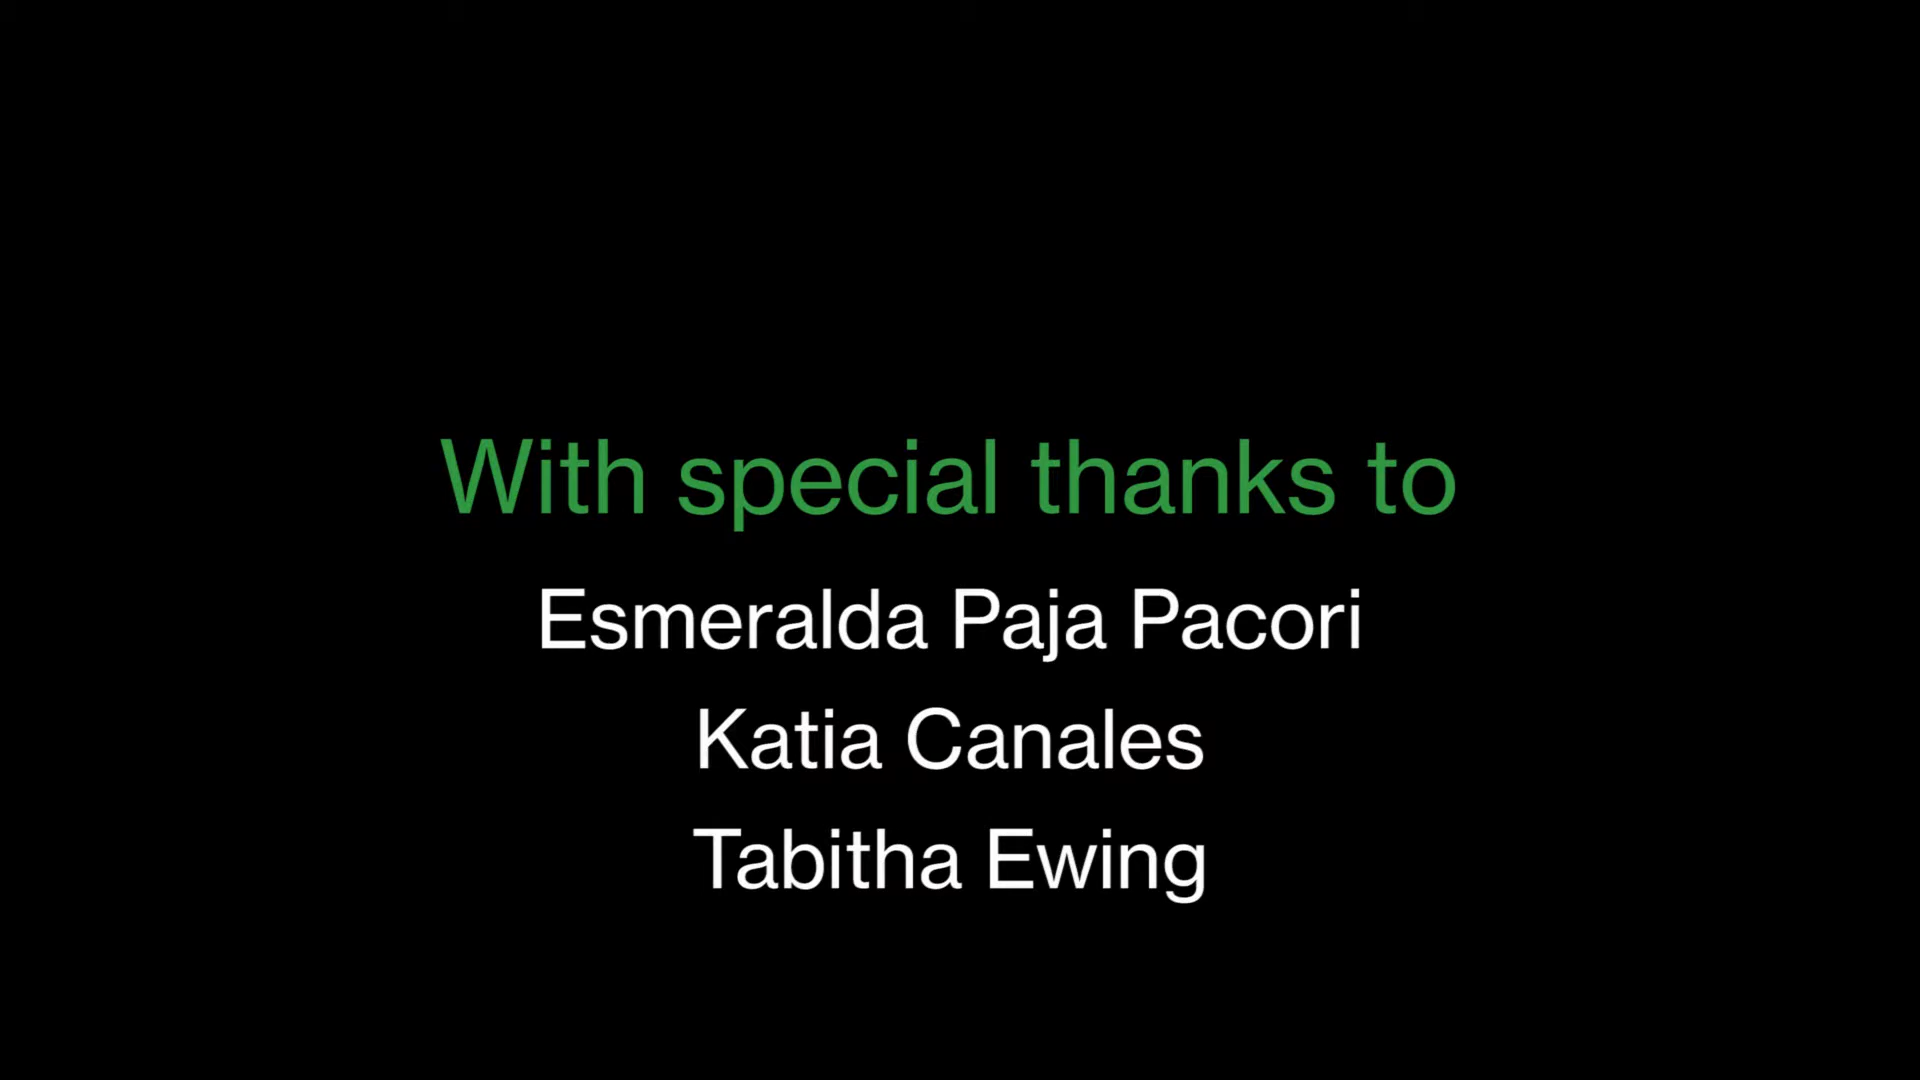 With special thanks to
Esmeralda Paja Pacori
Katia Canales
Tabitha Ewing